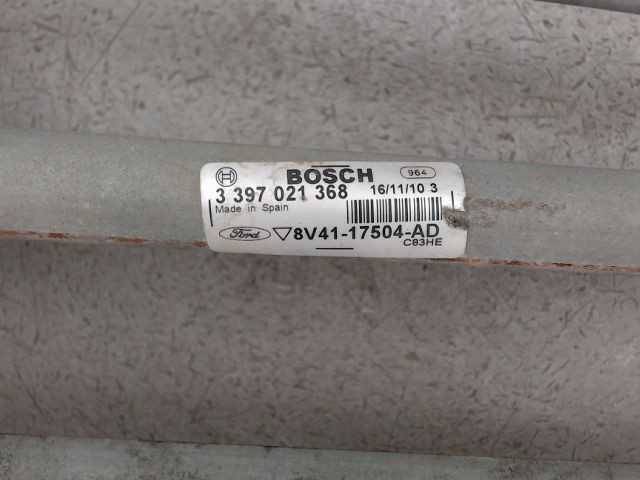 BOSCH 964
3 397 021 368 16/11/10 3
Made in Spain
Ford 8V41-17504-AD
C83HE